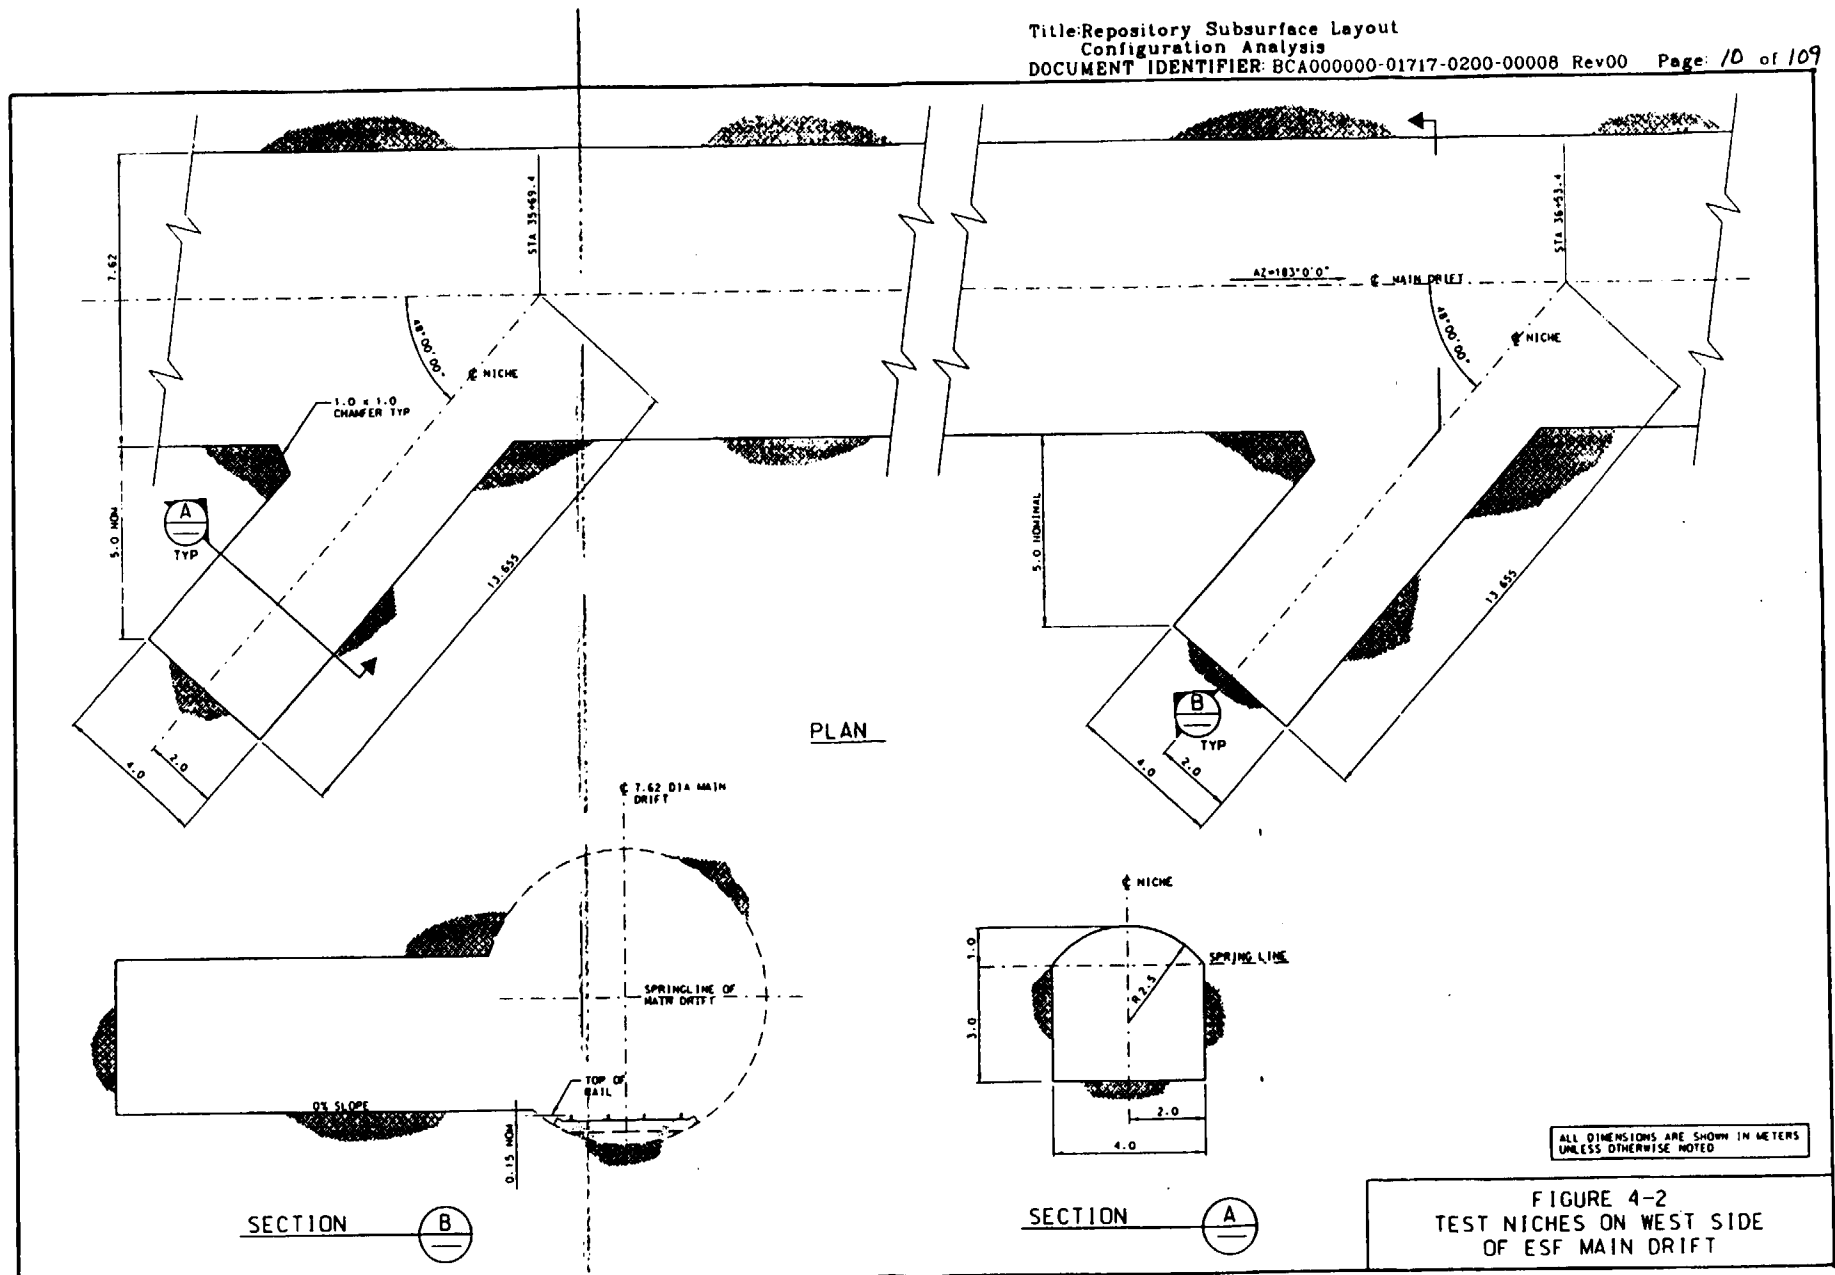 Title:Repository Subsurface Layout
Configuration Analysis
DOCUMENT IDENTIFIER: BCA000000-01717-0200-00008 Rev00 Page: 10 of 109
STA 35+69.4
STA 36+53.4
7.62
AZ=183°0'0"
℄ MAIN DRIFT
48°00'00"
48°00'00"
℄ NICHE
℄ NICHE
1.0 x 1.0
CHAMFER TYP
A
TYP
5.0 NOM
13.655
5.0 NOMINAL
13.655
B
TYP
4.0
2.0
4.0
2.0
PLAN
℄ 7.62 DIA MAIN
DRIFT
SPRINGLINE OF
MAIN DRIFT
TOP OF
RAIL
0% SLOPE
0.15 NOM
SECTION B
℄ NICHE
SPRING LINE
1.0
R2.5
3.0
2.0
4.0
SECTION A
ALL DIMENSIONS ARE SHOWN IN METERS
UNLESS OTHERWISE NOTED
FIGURE 4-2
TEST NICHES ON WEST SIDE
OF ESF MAIN DRIFT